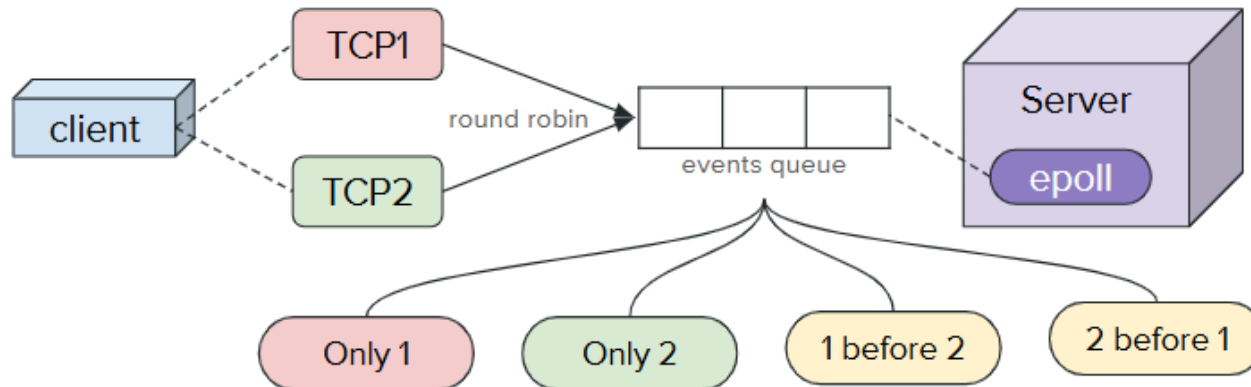 TCP1
client
round robin
TCP2
events queue
Server
epoll
Only 1
Only 2
1 before 2
2 before 1